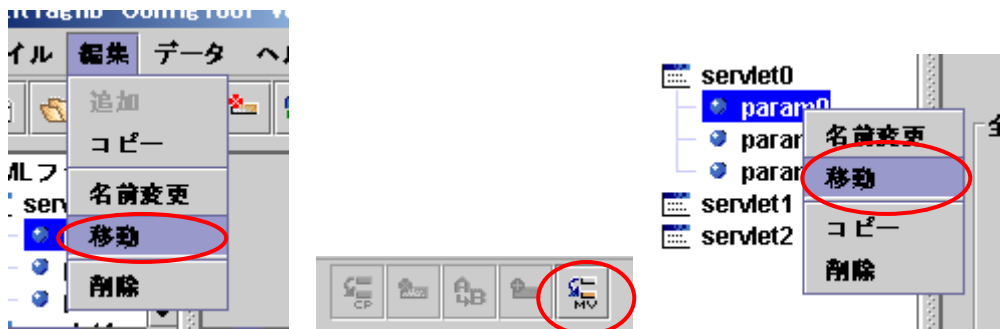 ConfigTool
イル 編集 データ ヘ
追加
コピー
名前変更
移動
削除
MLフ
serv
CP
A
B
MV
servlet0
param0
param
param
servlet1
servlet2
名前変更
移動
コピー
削除
全